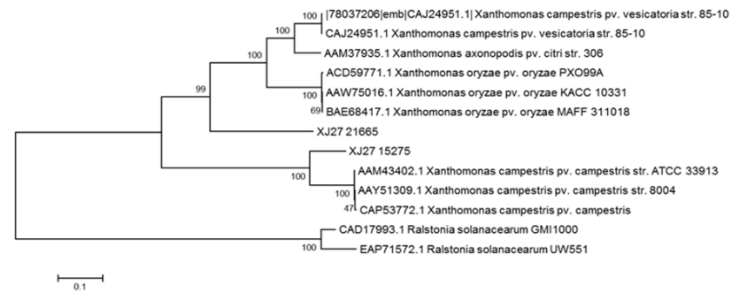 100 |78037206|emb|CAJ24951.1| Xanthomonas campestris pv. vesicatoria str. 85-10
100 CAJ24951.1 Xanthomonas campestris pv. vesicatoria str. 85-10
100 AAM37935.1 Xanthomonas axonopodis pv. citri str. 306
ACD59771.1 Xanthomonas oryzae pv. oryzae PXO99A
99 100 AAW75016.1 Xanthomonas oryzae pv. oryzae KACC 10331
69 BAE68417.1 Xanthomonas oryzae pv. oryzae MAFF 311018
XJ27 21665
XJ27 15275
100 AAM43402.1 Xanthomonas campestris pv. campestris str. ATCC 33913
100 AAY51309.1 Xanthomonas campestris pv. campestris str. 8004
47 CAP53772.1 Xanthomonas campestris pv. campestris
CAD17993.1 Ralstonia solanacearum GMI1000
100 EAP71572.1 Ralstonia solanacearum UW551
0.1